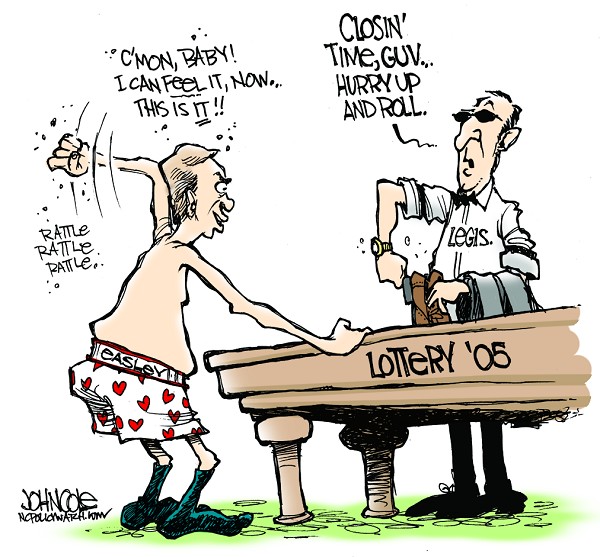 C'MON, BABY!
I CAN FEEL IT, NOW...
THIS IS IT!!
CLOSIN'
TIME, GUV...
HURRY UP
AND ROLL.
RATTLE
RATTLE
RATTLE..
LEGIS.
EASLEY
LOTTERY '05
JOHN COLE
NCPOLICYWATCH.COM